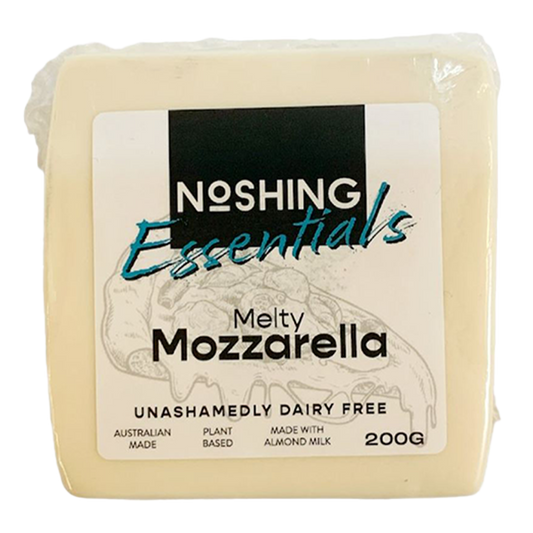 NOSHING
Essentials
Melty
Mozzarella
UNASHAMEDLY DAIRY FREE
AUSTRALIAN
MADE
PLANT
BASED
MADE WITH
ALMOND MILK
200G